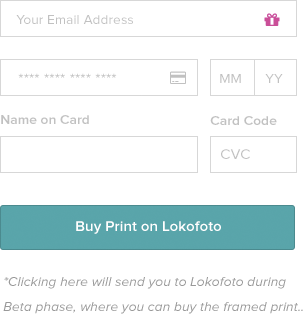 Your Email Address
**** **** **** ****
MM YY
Name on Card
Card Code
CVC
Buy Print on Lokofoto
*Clicking here will send you to Lokofoto during
Beta phase, where you can buy the framed print..